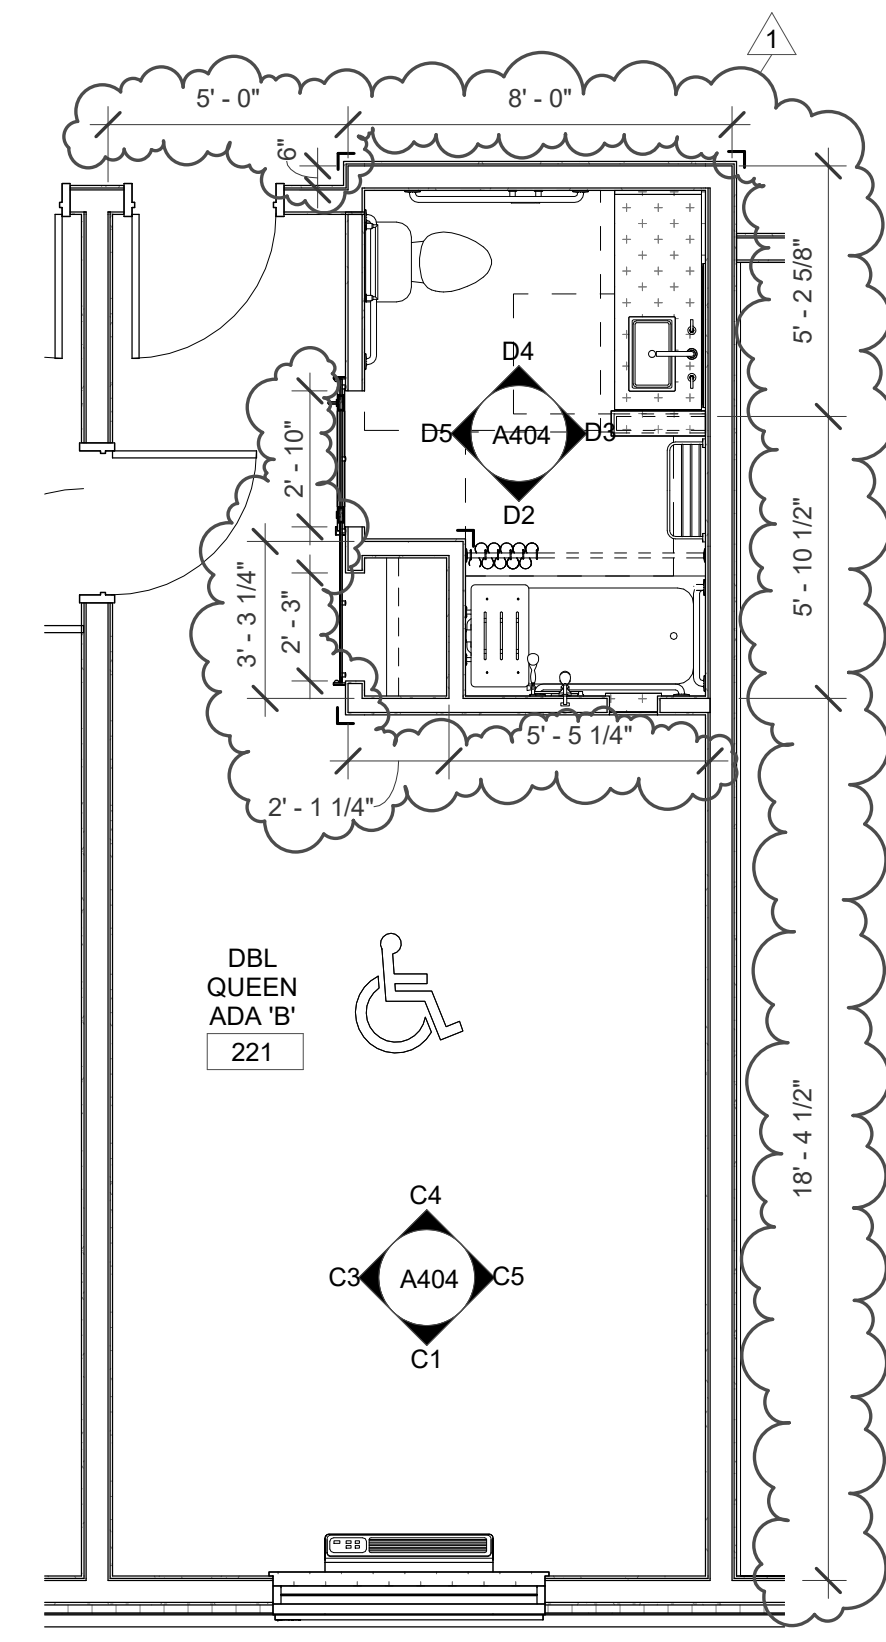 1
5' - 0"
8' - 0"
6"
5' - 2 5/8"
D4
D5
A404
D3
D2
2' - 10"
5' - 10 1/2"
3' - 3 1/4"
2' - 3"
5' - 5 1/4"
2' - 1 1/4"
DBL
QUEEN
ADA 'B'
221
18' - 4 1/2"
C4
C3
A404
C5
C1